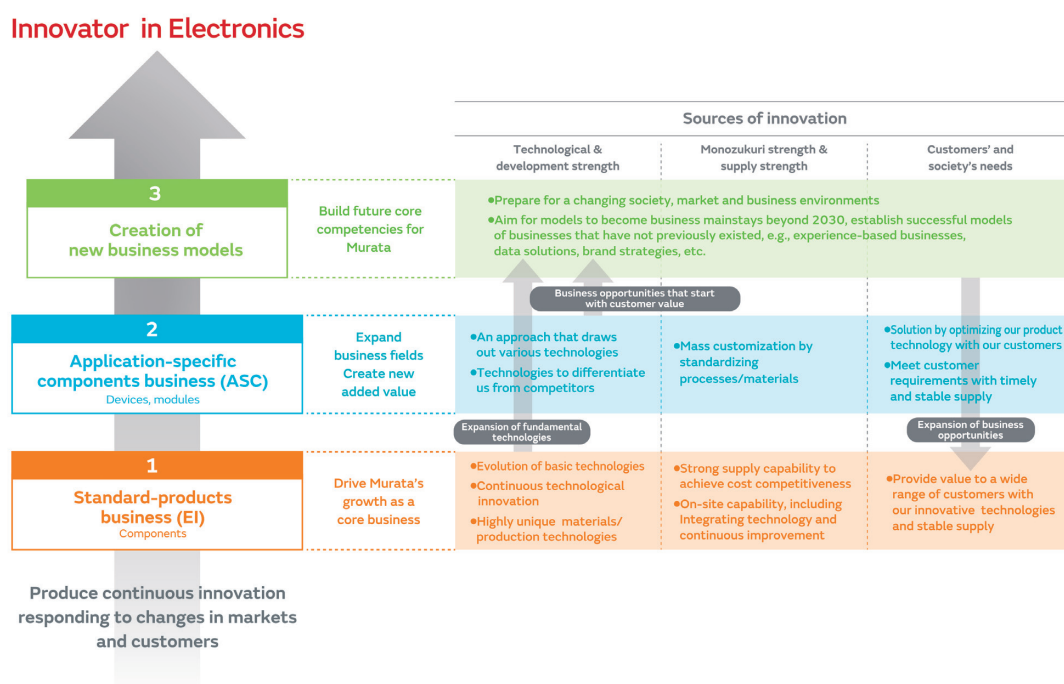 Innovator in Electronics
Sources of innovation
Technological &
development strength
Monozukuri strength &
supply strength
Customers' and
society's needs
3
Creation of
new business models
Build future core
competencies for
Murata
●Prepare for a changing society, market and business environments
●Aim for models to become business mainstays beyond 2030, establish successful models
of businesses that have not previously existed, e.g., experience-based businesses,
data solutions, brand strategies, etc.
Business opportunities that start
with customer value
2
Application-specific
components business (ASC)
Devices, modules
Expand
business fields
Create new
added value
●An approach that draws
out various technologies
●Technologies to differentiate
us from competitors
●Mass customization by
standardizing
processes/materials
●Solution by optimizing our product
technology with our customers
●Meet customer
requirements with timely
and stable supply
Expansion of fundamental
technologies
Expansion of business
opportunities
1
Standard-products
business (EI)
Components
Drive Murata's
growth as a
core business
●Evolution of basic technologies
●Continuous technological
innovation
●Highly unique materials/
production technologies
●Strong supply capability to
achieve cost competitiveness
●On-site capability, including
Integrating technology and
continuous improvement
●Provide value to a wide
range of customers with
our innovative technologies
and stable supply
Produce continuous innovation
responding to changes in markets
and customers